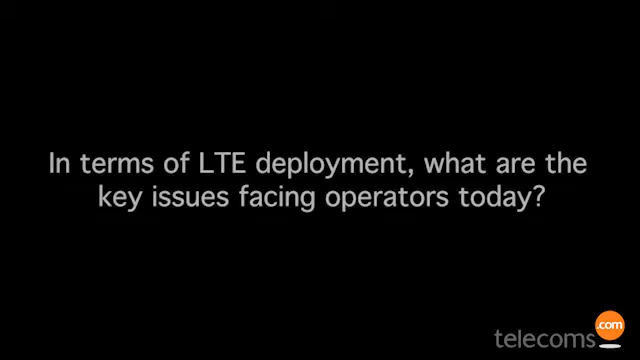 In terms of LTE deployment, what are the
key issues facing operators today?
telecoms.com